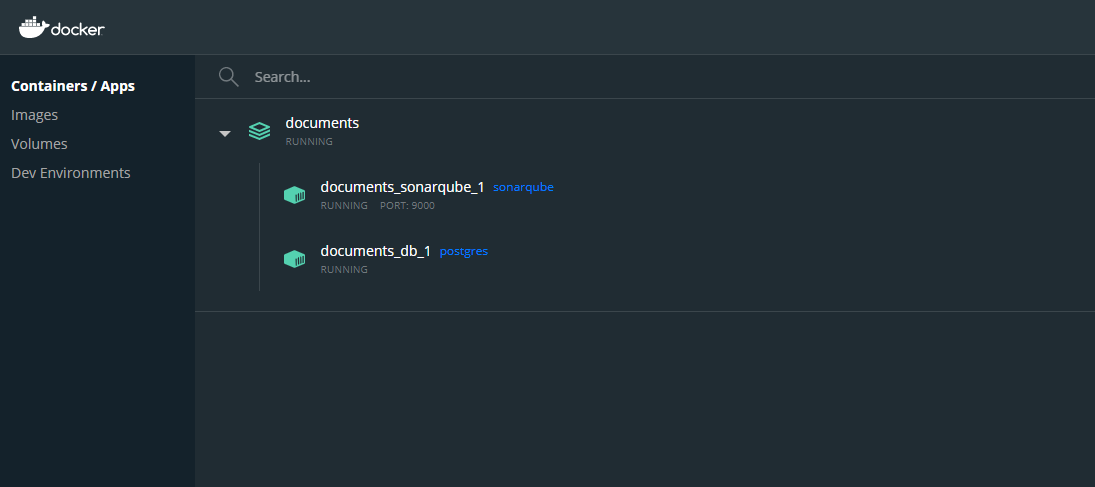 docker
Containers / Apps
Images
Volumes
Dev Environments
Search...
documents
RUNNING
documents_sonarqube_1 sonarqube
RUNNING PORT: 9000
documents_db_1 postgres
RUNNING